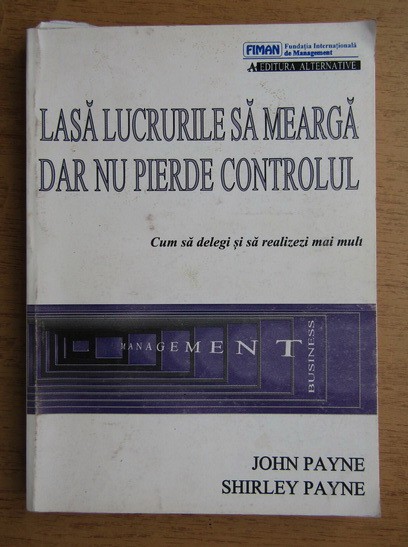 FIMAN Fundația Internațională
de Management
EDITURA ALTERNATIVE
LASĂ LUCRURILE SĂ MEARGĂ
DAR NU PIERDE CONTROLUL
Cum să delegi și să realizezi mai mult
MANAGEMENT
BUSINESS
JOHN PAYNE
SHIRLEY PAYNE